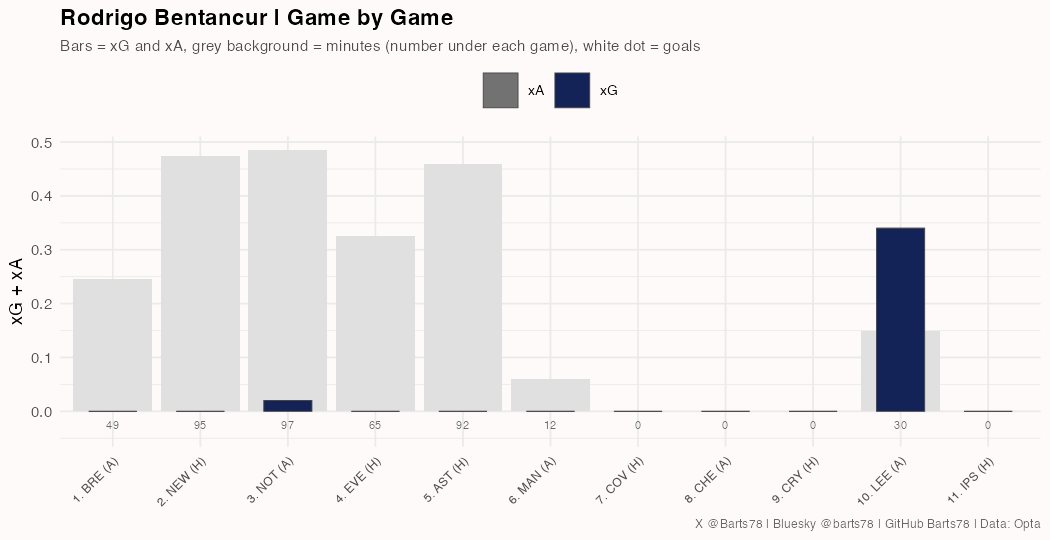 Rodrigo Bentancur | Game by Game
Bars = xG and xA, grey background = minutes (number under each game), white dot = goals
xA xG
xG + xA
0.5
0.4
0.3
0.2
0.1
0.0
49 95 97 65 92 12 0 0 0 30 0
1. BRE (A) 2. NEW (H) 3. NOT (A) 4. EVE (H) 5. AST (H) 6. MAN (A) 7. COV (H) 8. CHE (A) 9. CRY (H) 10. LEE (A) 11. IPS (H)
X @Barts78 | Bluesky @barts78 | GitHub Barts78 | Data: Opta